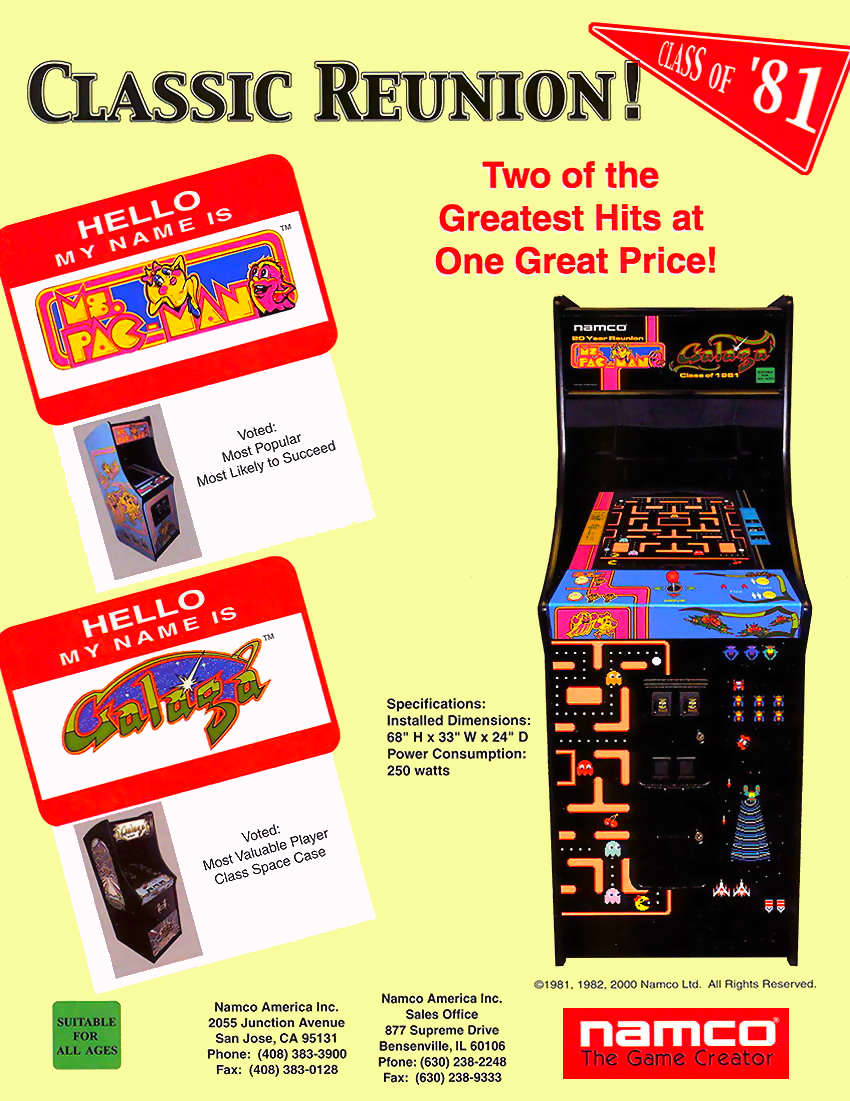 CLASSIC REUNION!
CLASS OF '81
Two of the
Greatest Hits at
One Great Price!
HELLO
MY NAME IS
MS.
PAC-MAN
TM
Voted:
Most Popular
Most Likely to Succeed
namco
20 Year Reunion
MS.
PAC-MAN
Galaga
Class of 1981
SUITABLE
FOR
ALL AGES
HELLO
MY NAME IS
Galaga
TM
Voted:
Most Valuable Player
Class Space Case
Specifications:
Installed Dimensions:
68" H x 33" W x 24" D
Power Consumption:
250 watts
©1981, 1982, 2000 Namco Ltd. All Rights Reserved.
SUITABLE
FOR
ALL AGES
Namco America Inc.
2055 Junction Avenue
San Jose, CA 95131
Phone: (408) 383-3900
Fax: (408) 383-0128
Namco America Inc.
Sales Office
877 Supreme Drive
Bensenville, IL 60106
Pfone: (630) 238-2248
Fax: (630) 238-9333
namco®
The Game Creator